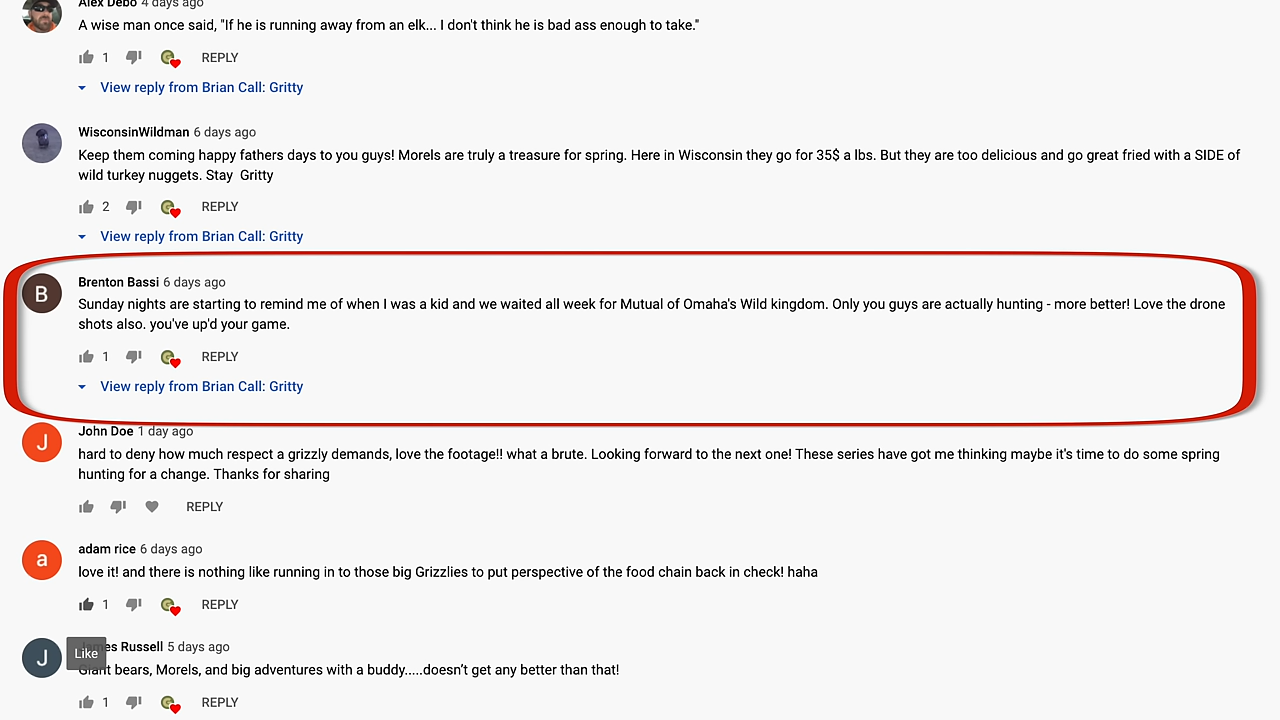 Alex Debo 4 days ago
A wise man once said, "If he is running away from an elk... I don't think he is bad ass enough to take."
1 REPLY
View reply from Brian Call: Gritty
WisconsinWildman 6 days ago
Keep them coming happy fathers days to you guys! Morels are truly a treasure for spring. Here in Wisconsin they go for 35$ a lbs. But they are too delicious and go great fried with a SIDE of
wild turkey nuggets. Stay Gritty
2 REPLY
View reply from Brian Call: Gritty
B
Brenton Bassi 6 days ago
Sunday nights are starting to remind me of when I was a kid and we waited all week for Mutual of Omaha's Wild kingdom. Only you guys are actually hunting - more better! Love the drone
shots also. you've up'd your game.
1 REPLY
View reply from Brian Call: Gritty
J
John Doe 1 day ago
hard to deny how much respect a grizzly demands, love the footage!! what a brute. Looking forward to the next one! These series have got me thinking maybe it's time to do some spring
hunting for a change. Thanks for sharing
REPLY
a
adam rice 6 days ago
love it! and there is nothing like running in to those big Grizzlies to put perspective of the food chain back in check! haha
1 REPLY
J
James Russell 5 days ago
Like
Giant bears, Morels, and big adventures with a buddy.....doesn't get any better than that!
1 REPLY